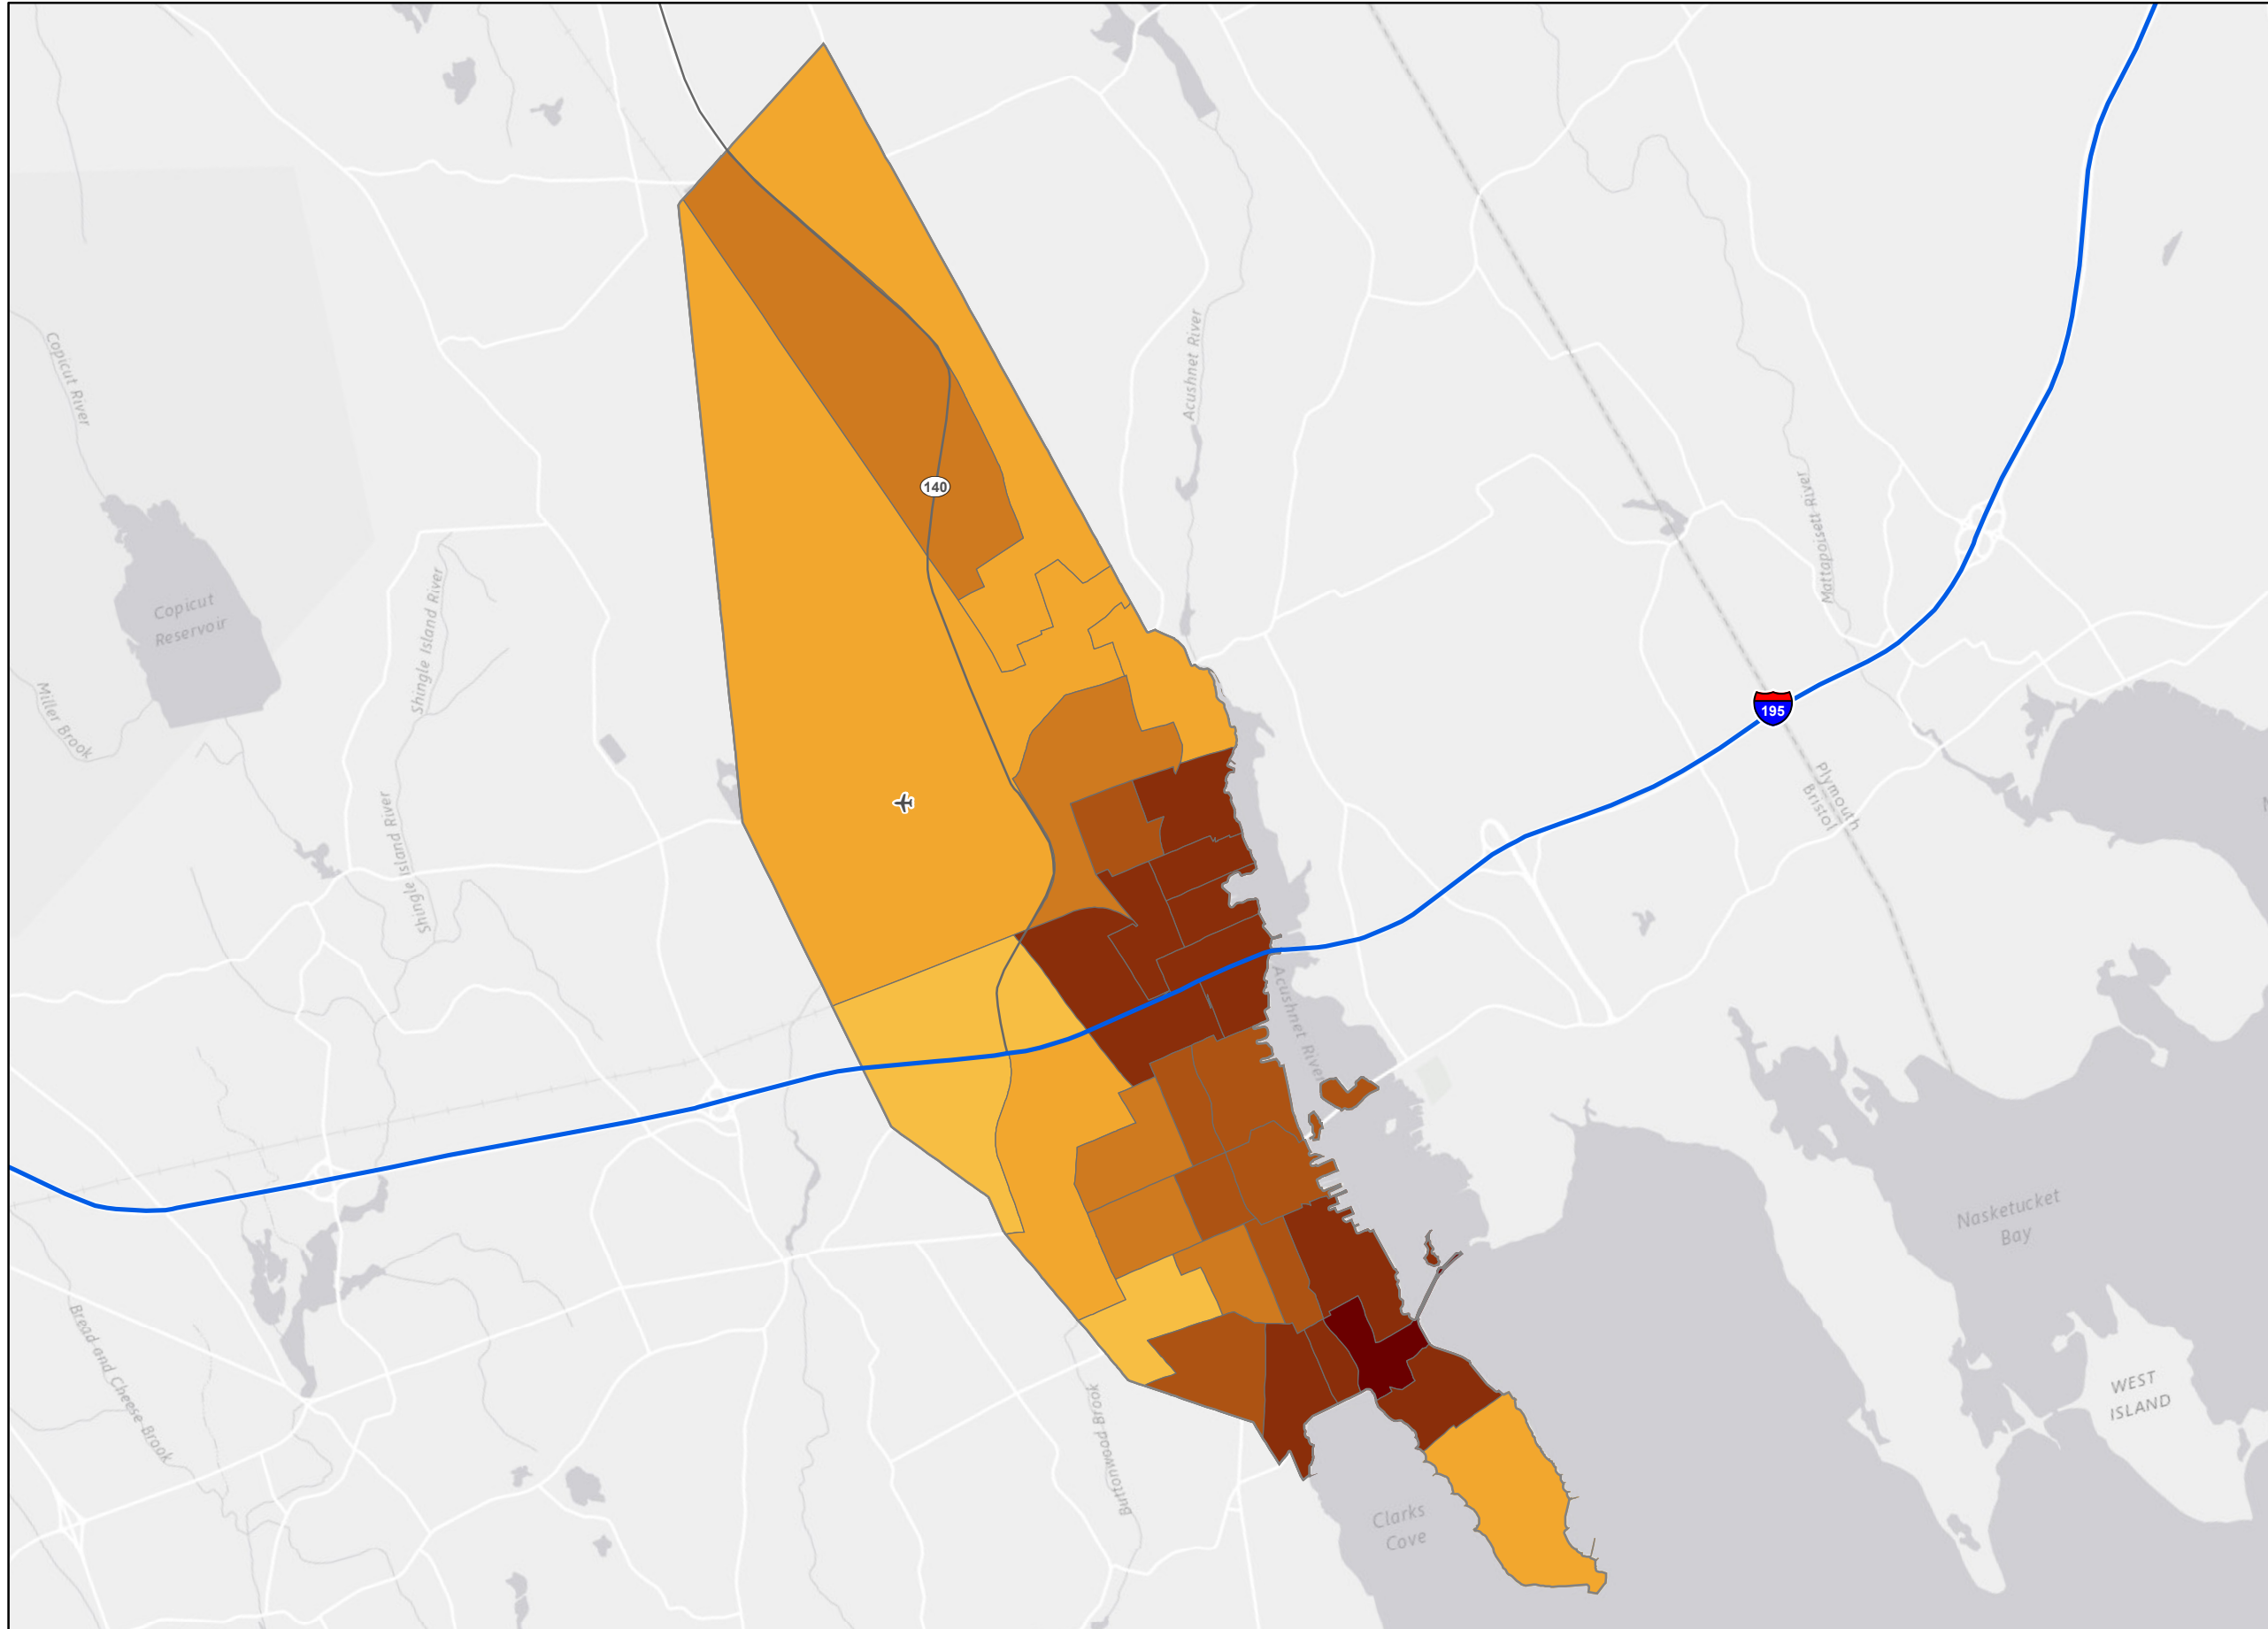 Copicut River
Acushnet River
140
Mattapoisett River
Copicut
Reservoir
Shingle Island River
Miller Brook
195
Plymouth
Bristol
Shingle Island River
Acushnet River
Nasketucket
Bay
Bread and Cheese Brook
Buttonwood Brook
WEST
ISLAND
Clarks
Cove